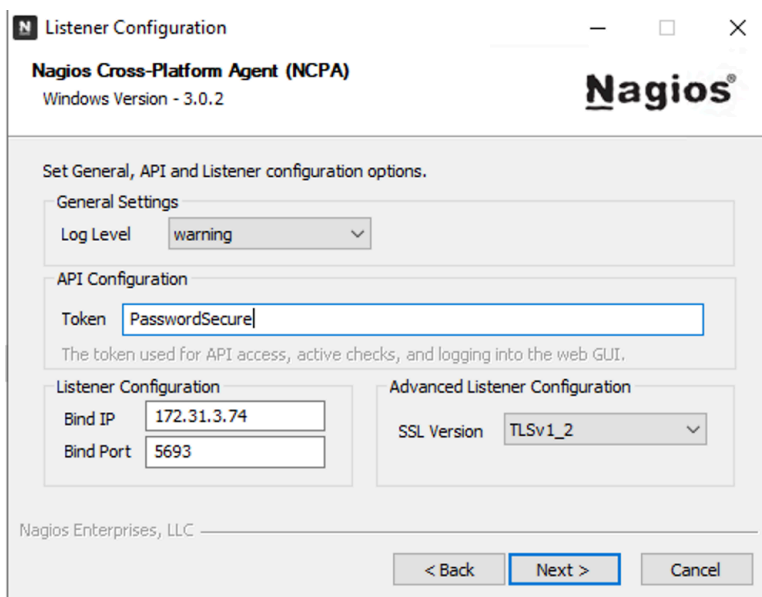 N Listener Configuration
Nagios Cross-Platform Agent (NCPA)
Windows Version - 3.0.2
Nagios®
Set General, API and Listener configuration options.
General Settings
Log Level warning
API Configuration
Token PasswordSecure
The token used for API access, active checks, and logging into the web GUI.
Listener Configuration
Bind IP 172.31.3.74
Bind Port 5693
Advanced Listener Configuration
SSL Version TLSv1_2
Nagios Enterprises, LLC
< Back Next > Cancel